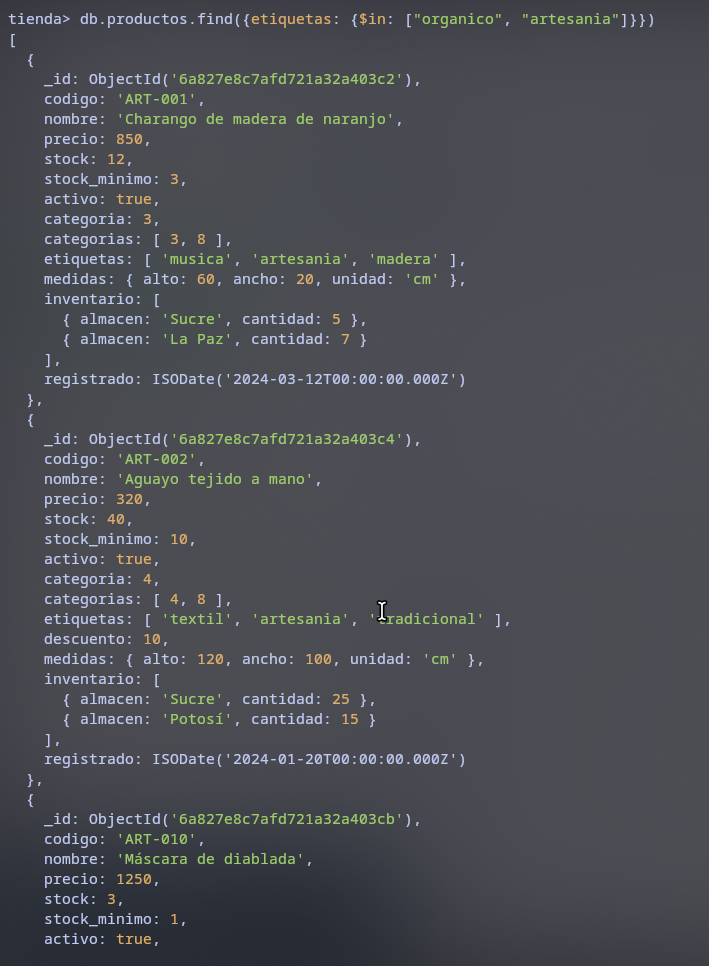 tienda> db.productos.find({etiquetas: {$in: ["organico", "artesania"]}})
[
  {
    _id: ObjectId('6a827e8c7afd721a32a403c2'),
    codigo: 'ART-001',
    nombre: 'Charango de madera de naranjo',
    precio: 850,
    stock: 12,
    stock_minimo: 3,
    activo: true,
    categoria: 3,
    categorias: [ 3, 8 ],
    etiquetas: [ 'musica', 'artesania', 'madera' ],
    medidas: { alto: 60, ancho: 20, unidad: 'cm' },
    inventario: [
      { almacen: 'Sucre', cantidad: 5 },
      { almacen: 'La Paz', cantidad: 7 }
    ],
    registrado: ISODate('2024-03-12T00:00:00.000Z')
  },
  {
    _id: ObjectId('6a827e8c7afd721a32a403c4'),
    codigo: 'ART-002',
    nombre: 'Aguayo tejido a mano',
    precio: 320,
    stock: 40,
    stock_minimo: 10,
    activo: true,
    categoria: 4,
    categorias: [ 4, 8 ],
    etiquetas: [ 'textil', 'artesania', 'tradicional' ],
    descuento: 10,
    medidas: { alto: 120, ancho: 100, unidad: 'cm' },
    inventario: [
      { almacen: 'Sucre', cantidad: 25 },
      { almacen: 'Potosí', cantidad: 15 }
    ],
    registrado: ISODate('2024-01-20T00:00:00.000Z')
  },
  {
    _id: ObjectId('6a827e8c7afd721a32a403cb'),
    codigo: 'ART-010',
    nombre: 'Máscara de diablada',
    precio: 1250,
    stock: 3,
    stock_minimo: 1,
    activo: true,